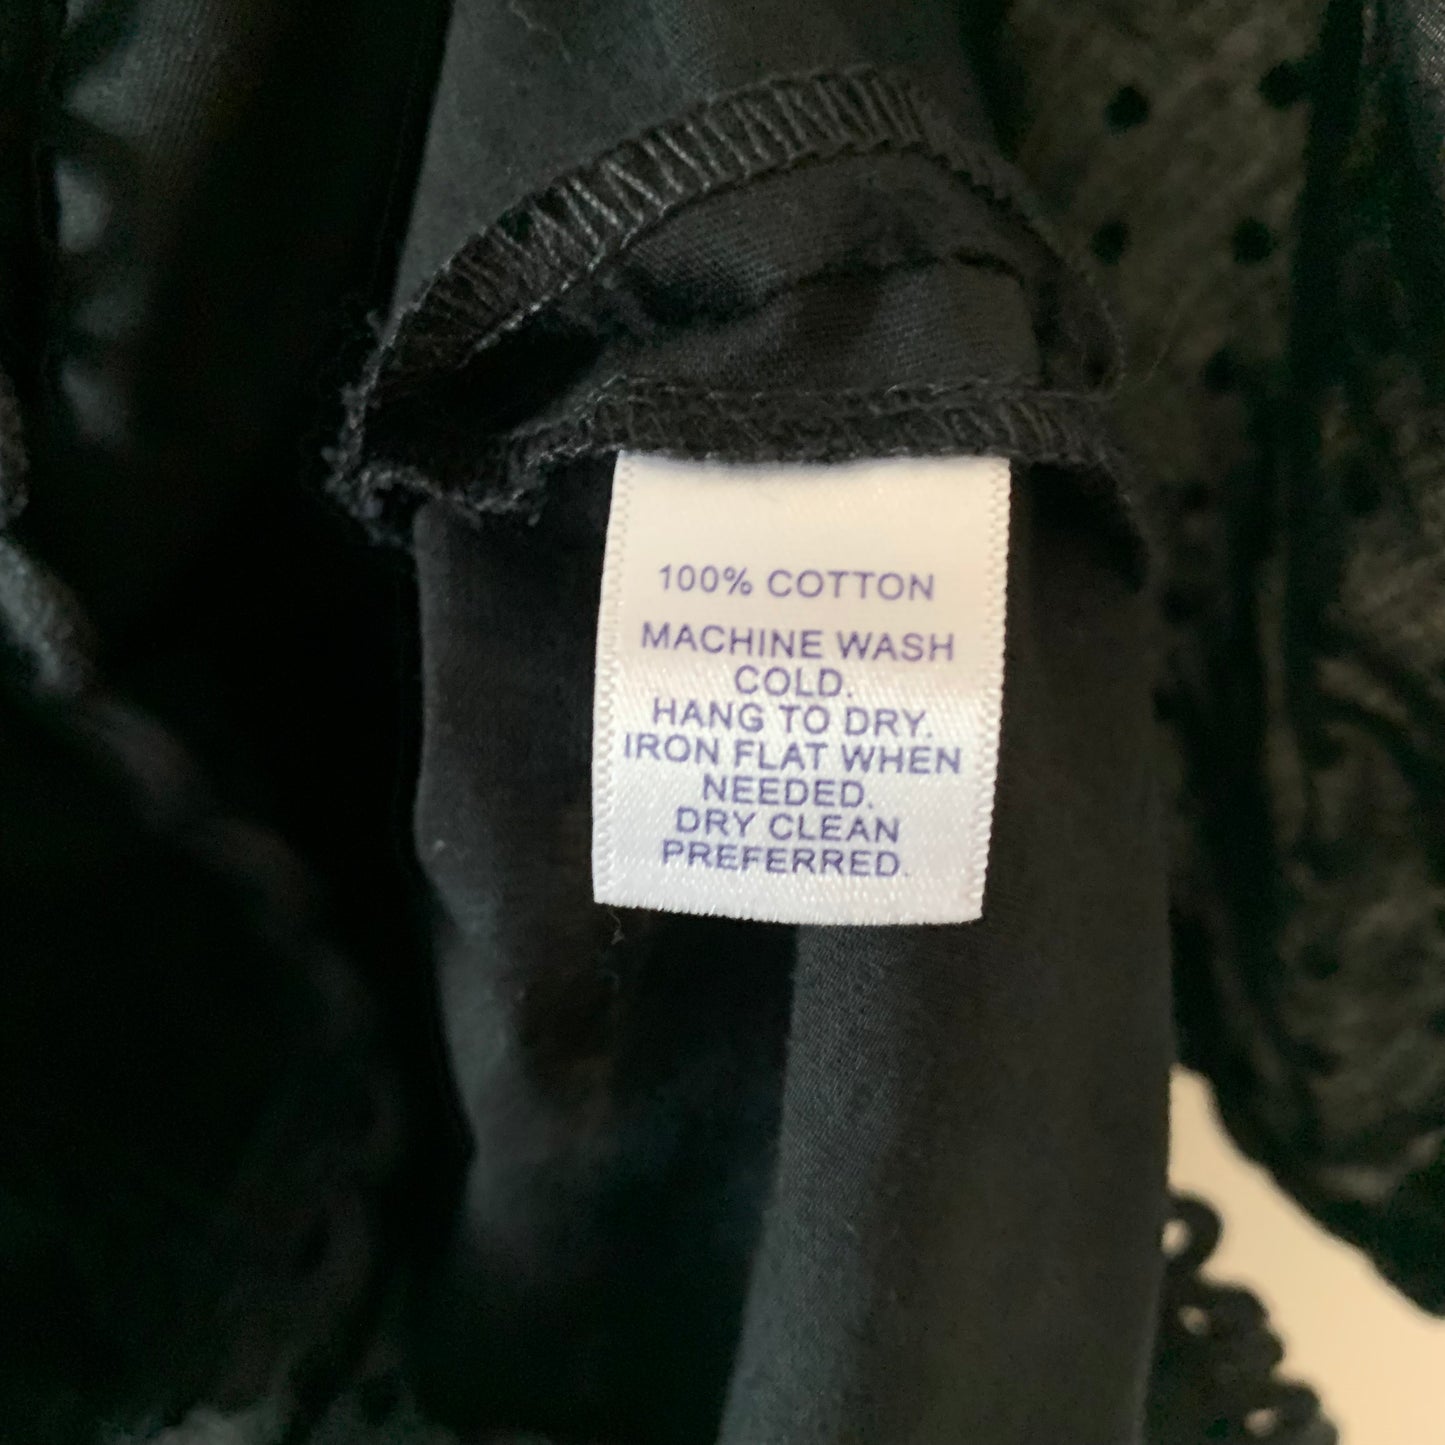 100% COTTON
MACHINE WASH
COLD.
HANG TO DRY.
IRON FLAT WHEN
NEEDED.
DRY CLEAN
PREFERRED.